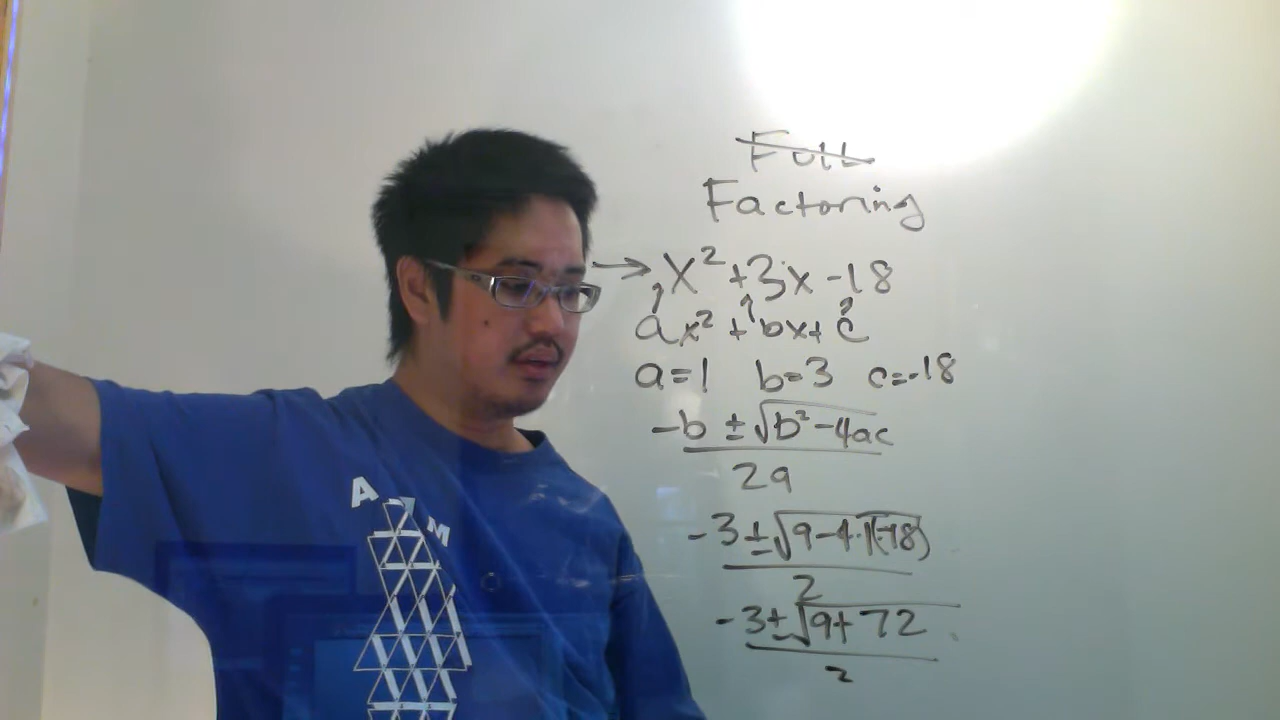 Full
Factoring
→ x² + 3x - 18
ax² + bx + c
a=1 b=3 c=-18
-b ± √b² - 4ac
2a
-3 ± √9-4·1(-18)
2
-3 ± √9+72
2
A
M